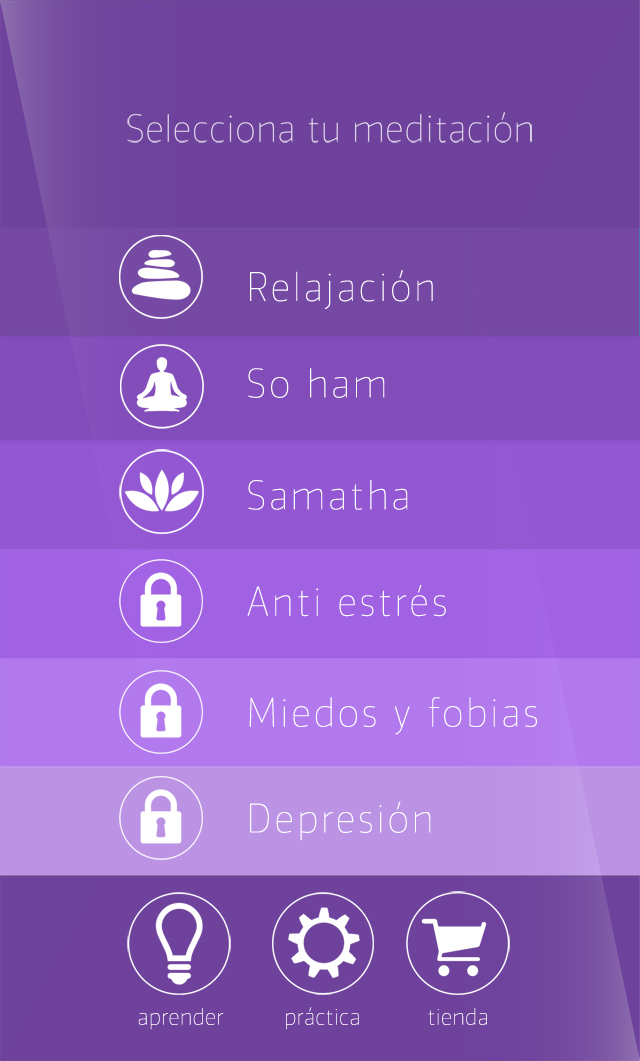 Selecciona tu meditación
Relajación
So ham
Samatha
Anti estrés
Miedos y fobias
Depresión
aprender práctica tienda